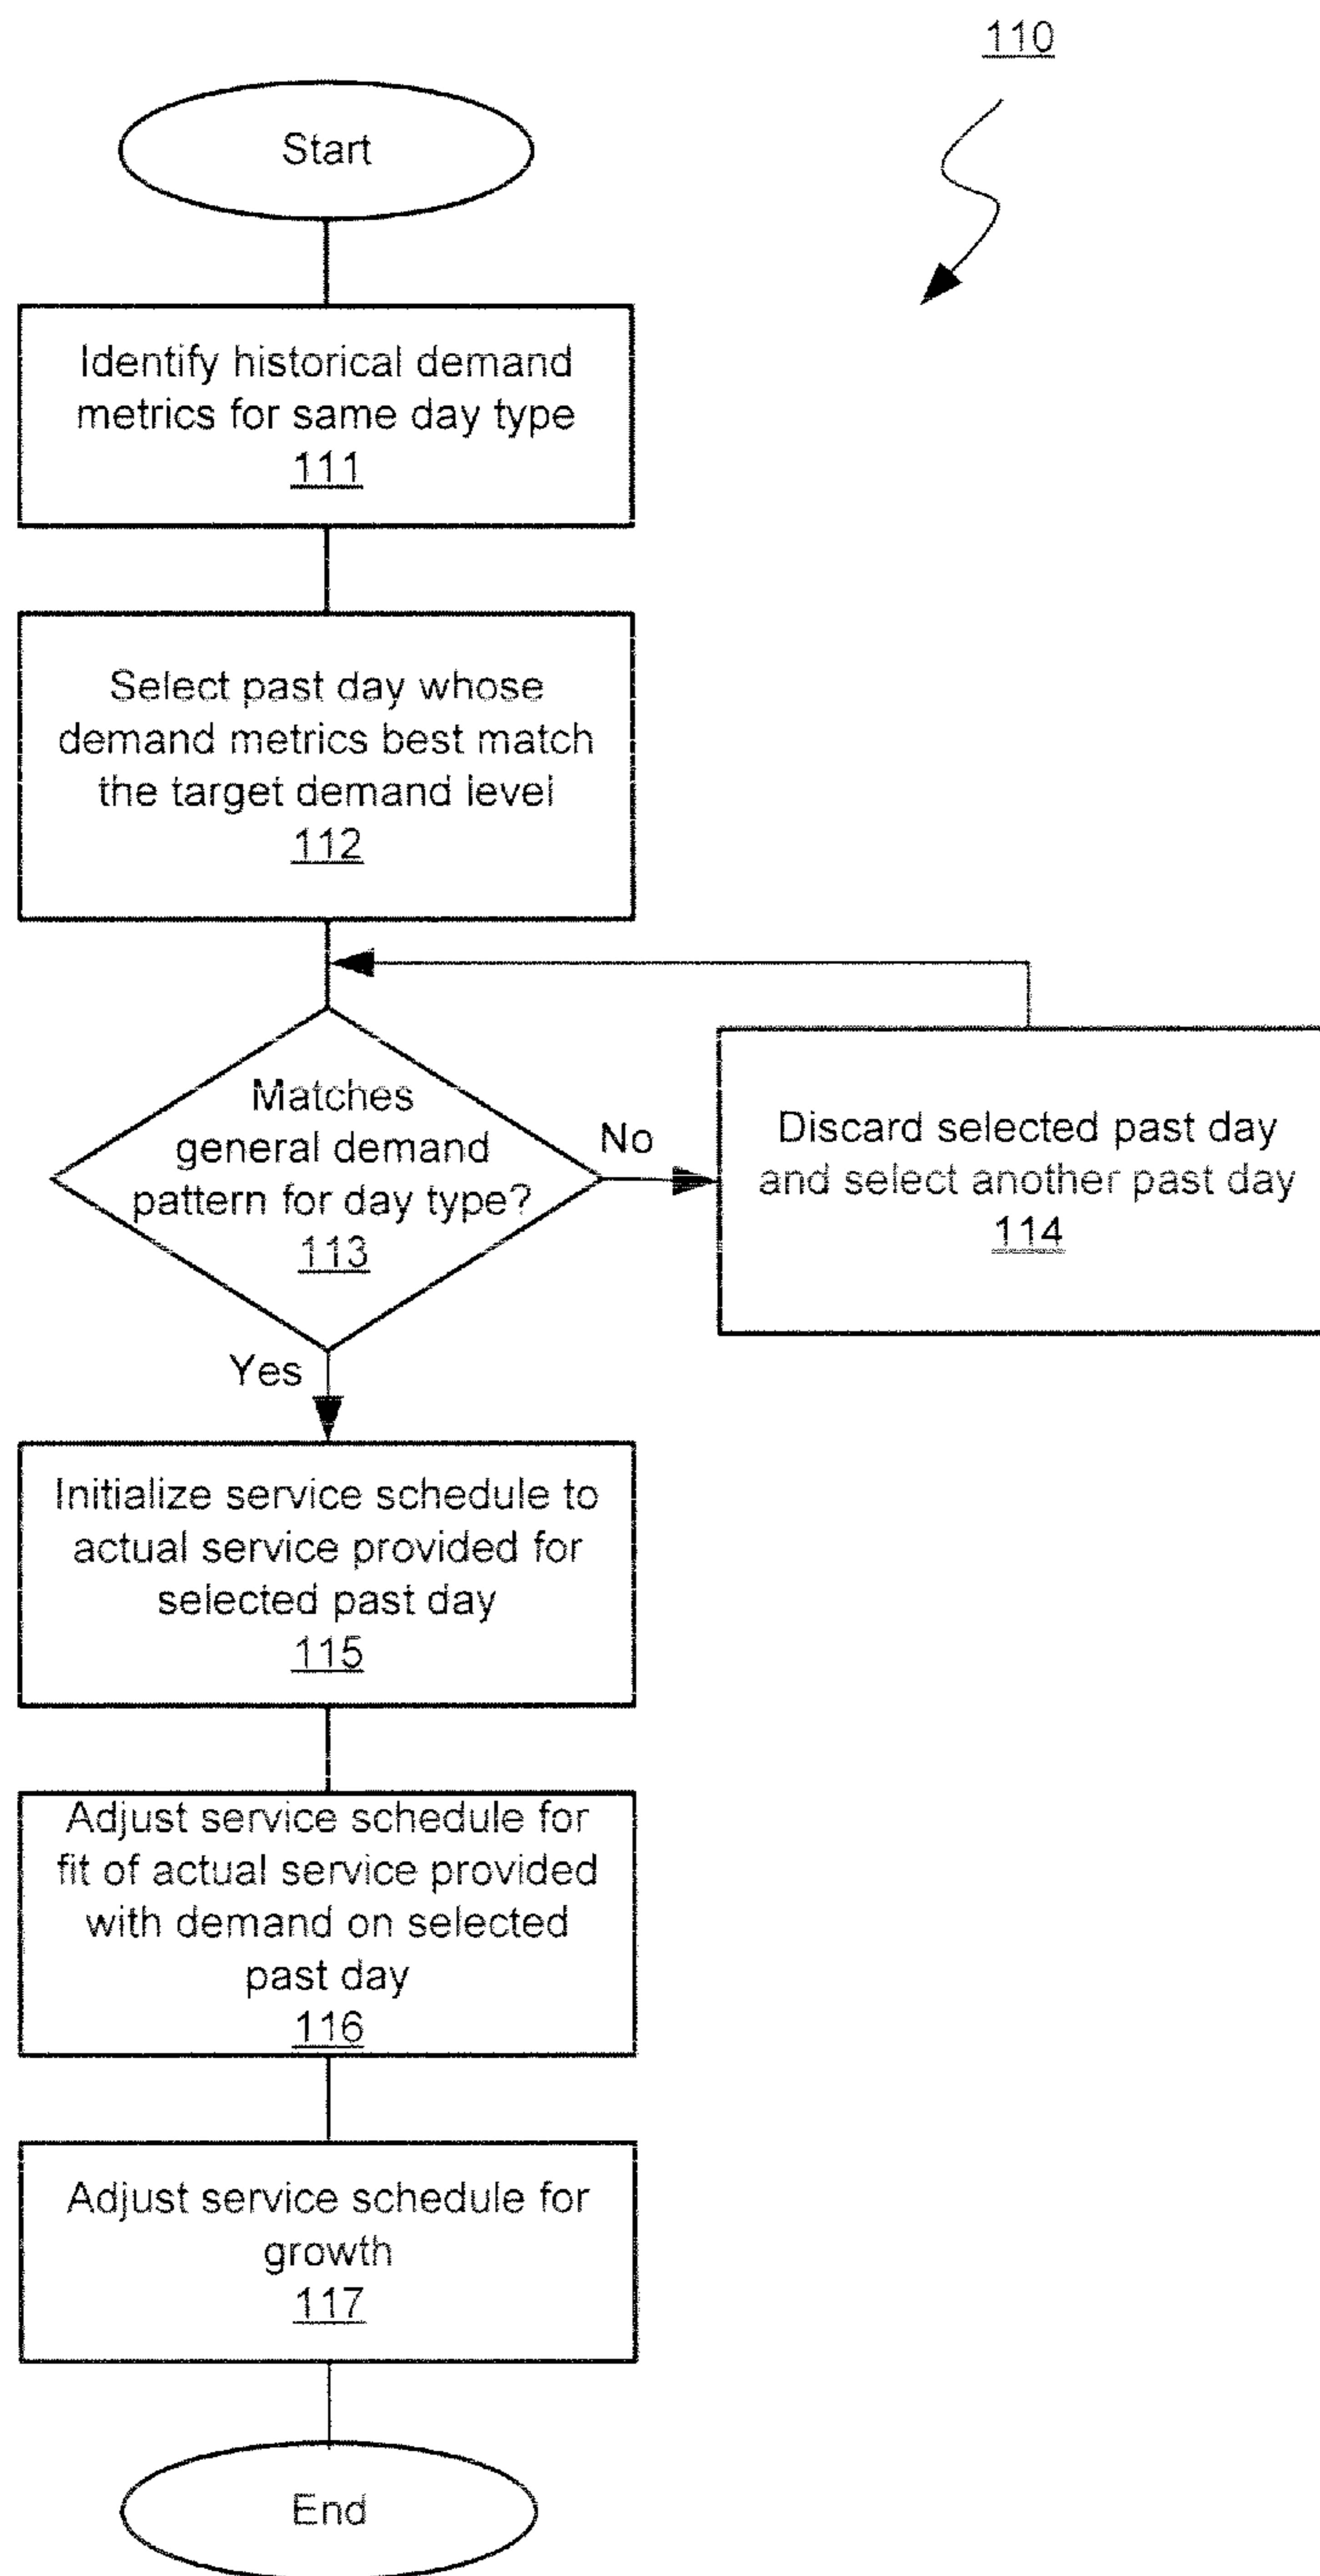 110
Start
Identify historical demand
metrics for same day type
111
Select past day whose
demand metrics best match
the target demand level
112
Matches
general demand
pattern for day type?
113
No
Discard selected past day
and select another past day
114
Yes
Initialize service schedule to
actual service provided for
selected past day
115
Adjust service schedule for
fit of actual service provided
with demand on selected
past day
116
Adjust service schedule for
growth
117
End